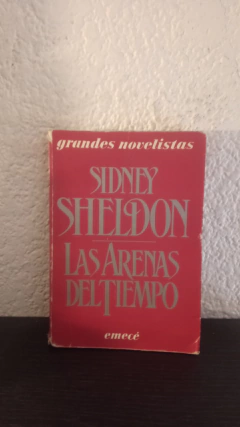 grandes novelistas
SIDNEY
SHELDON
LAS ARENAS
DEL TIEMPO
emecé